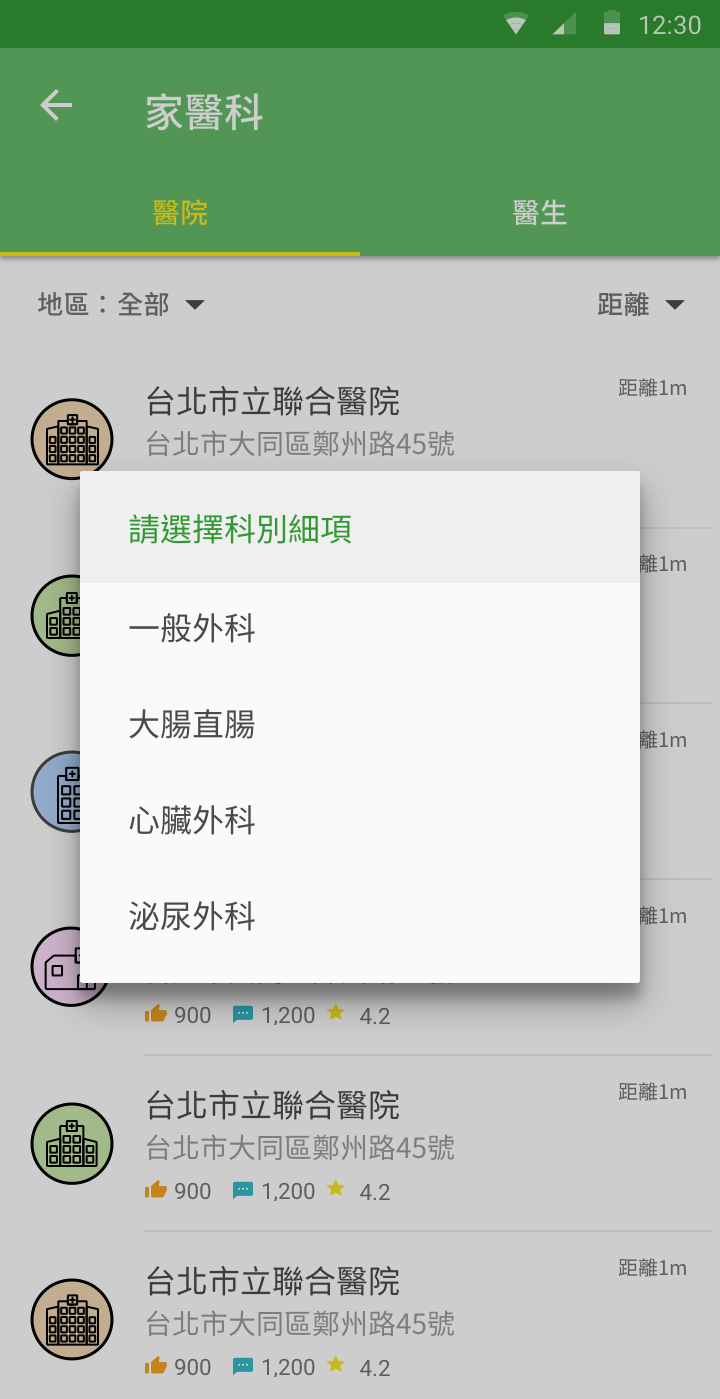 12:30
家醫科
醫院 醫生
地區：全部 距離
台北市立聯合醫院 距離1m
台北市大同區鄭州路45號
請選擇科別細項
離1m
一般外科
大腸直腸
離1m
心臟外科
泌尿外科
離1m
900 1,200 4.2
台北市立聯合醫院 距離1m
台北市大同區鄭州路45號
900 1,200 4.2
台北市立聯合醫院 距離1m
台北市大同區鄭州路45號
900 1,200 4.2